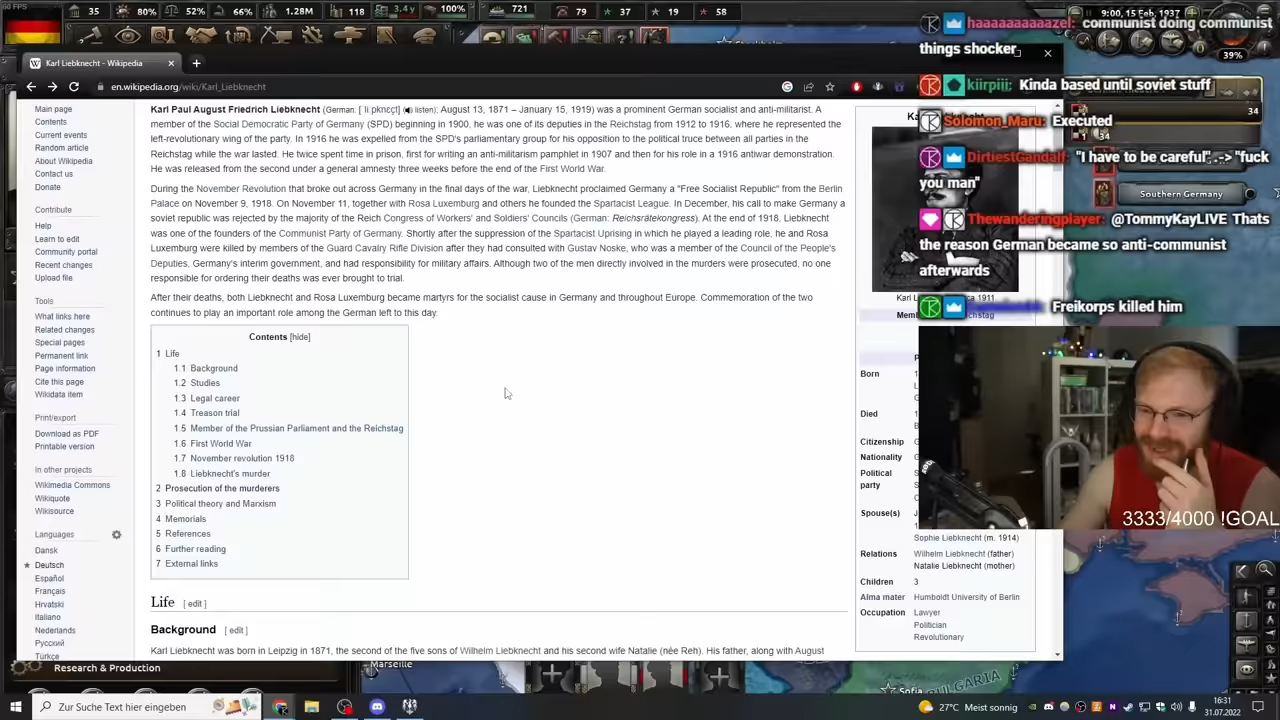 FPS
35
80%
52%
66%
1.28M
118
3.4 y
100%
721
79
37
19
58
9:00, 15 Feb, 1937
39%
haaaaaaaaazel: communist doing communist
things shocker
kiirpiij: Kinda based until soviet stuff
Solomon_Maru: Executed
DirtiestGandalf: "I have to be careful" -> "fuck
you man"
Thewanderingplayer: @TommyKayLIVE Thats
the reason German became so anti-communist
afterwards
Freikorps killed him
34
1 34
Southern Germany
Karl Liebknecht - Wikipedia
en.wikipedia.org/wiki/Karl_Liebknecht
Main page
Contents
Current events
Random article
About Wikipedia
Contact us
Donate
Contribute
Help
Learn to edit
Community portal
Recent changes
Upload file
Tools
What links here
Related changes
Special pages
Permanent link
Page information
Cite this page
Wikidata item
Print/export
Download as PDF
Printable version
In other projects
Wikimedia Commons
Wikiquote
Wikisource
Languages
Dansk
Deutsch
Español
Français
Hrvatski
Italiano
Nederlands
Русский
Türkçe
Karl Paul August Friedrich Liebknecht (German: [ˈliːpknɛçt] (listen); August 13, 1871 – January 15, 1919) was a prominent German socialist and anti-militarist. A
member of the Social Democratic Party of Germany (SPD) beginning in 1900, he was one of its deputies in the Reichstag from 1912 to 1916, where he represented the
left-revolutionary wing of the party. In 1916 he was expelled from the SPD's parliamentary group for his opposition to the political truce between all parties in the
Reichstag while the war lasted. He twice spent time in prison, first for writing an anti-militarism pamphlet in 1907 and then for his role in a 1916 antiwar demonstration.
He was released from the second under a general amnesty three weeks before the end of the First World War.
During the November Revolution that broke out across Germany in the final days of the war, Liebknecht proclaimed Germany a "Free Socialist Republic" from the Berlin
Palace on November 9, 1918. On November 11, together with Rosa Luxemburg and others he founded the Spartacist League. In December, his call to make Germany a
soviet republic was rejected by the majority of the Reich Congress of Workers' and Soldiers' Councils (German: Reichsrätekongress). At the end of 1918, Liebknecht
was one of the founders of the Communist Party of Germany. Shortly after the suppression of the Spartacist Uprising in which he played a leading role, he and Rosa
Luxemburg were killed by members of the Guard Cavalry Rifle Division after they had consulted with Gustav Noske, who was a member of the Council of the People's
Deputies, Germany's interim government, and had responsibility for military affairs. Although two of the men directly involved in the murders were prosecuted, no one
responsible for ordering their deaths was ever brought to trial.
After their deaths, both Liebknecht and Rosa Luxemburg became martyrs for the socialist cause in Germany and throughout Europe. Commemoration of the two
continues to play an important role among the German left to this day.
Contents [hide]
1 Life
1.1 Background
1.2 Studies
1.3 Legal career
1.4 Treason trial
1.5 Member of the Prussian Parliament and the Reichstag
1.6 First World War
1.7 November revolution 1918
1.8 Liebknecht's murder
2 Prosecution of the murderers
3 Political theory and Marxism
4 Memorials
5 References
6 Further reading
7 External links
Life [ edit ]
Background [ edit ]
Karl Liebknecht was born in Leipzig in 1871, the second of the five sons of Wilhelm Liebknecht and his second wife Natalie (née Reh). His father, along with August
Born
Died
Citizenship
Nationality
Political
party
Spouse(s)
Sophie Liebknecht (m. 1914)
Relations Wilhelm Liebknecht (father)
Natalie Liebknecht (mother)
Children 3
Alma mater Humboldt University of Berlin
Occupation Lawyer
Politician
Revolutionary
3333/4000 !GOAL
Research & Production
Marseille
Sofia
BULGARIA
Zur Suche Text hier eingeben
27°C Meist sonnig
16:31
31.07.2022